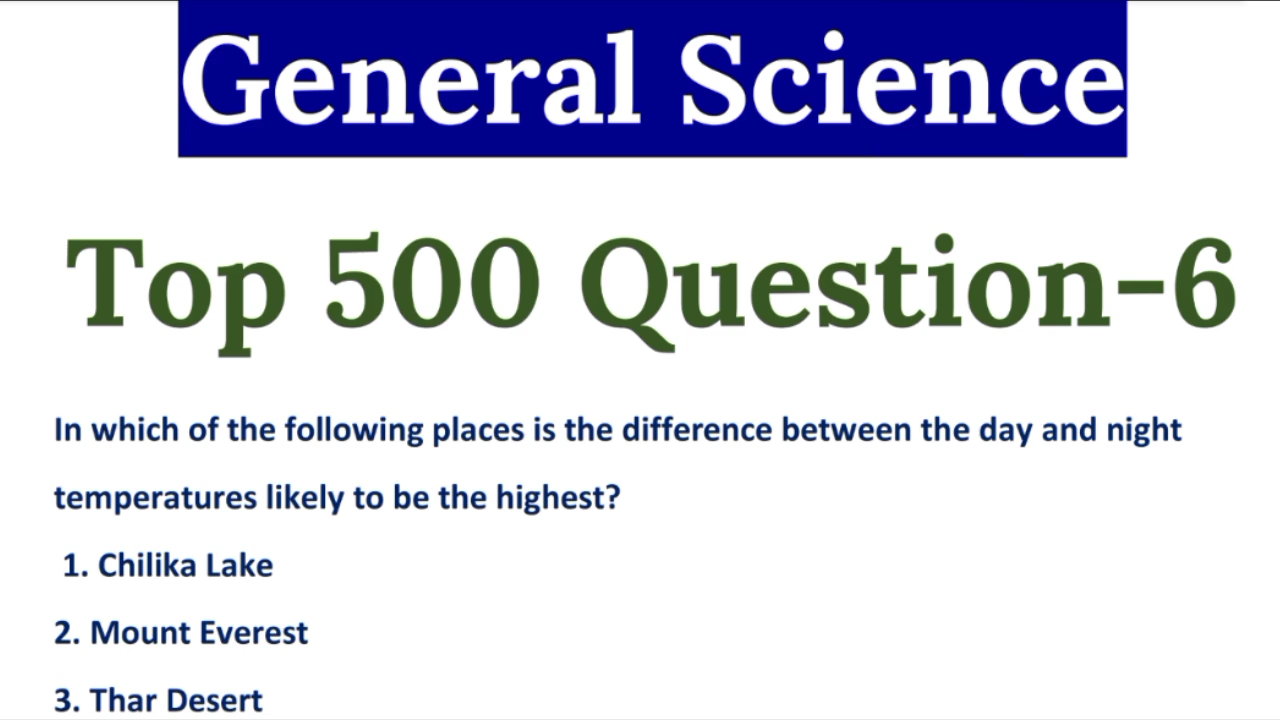 General Science
Top 500 Question-6
In which of the following places is the difference between the day and night
temperatures likely to be the highest?
1. Chilika Lake
2. Mount Everest
3. Thar Desert